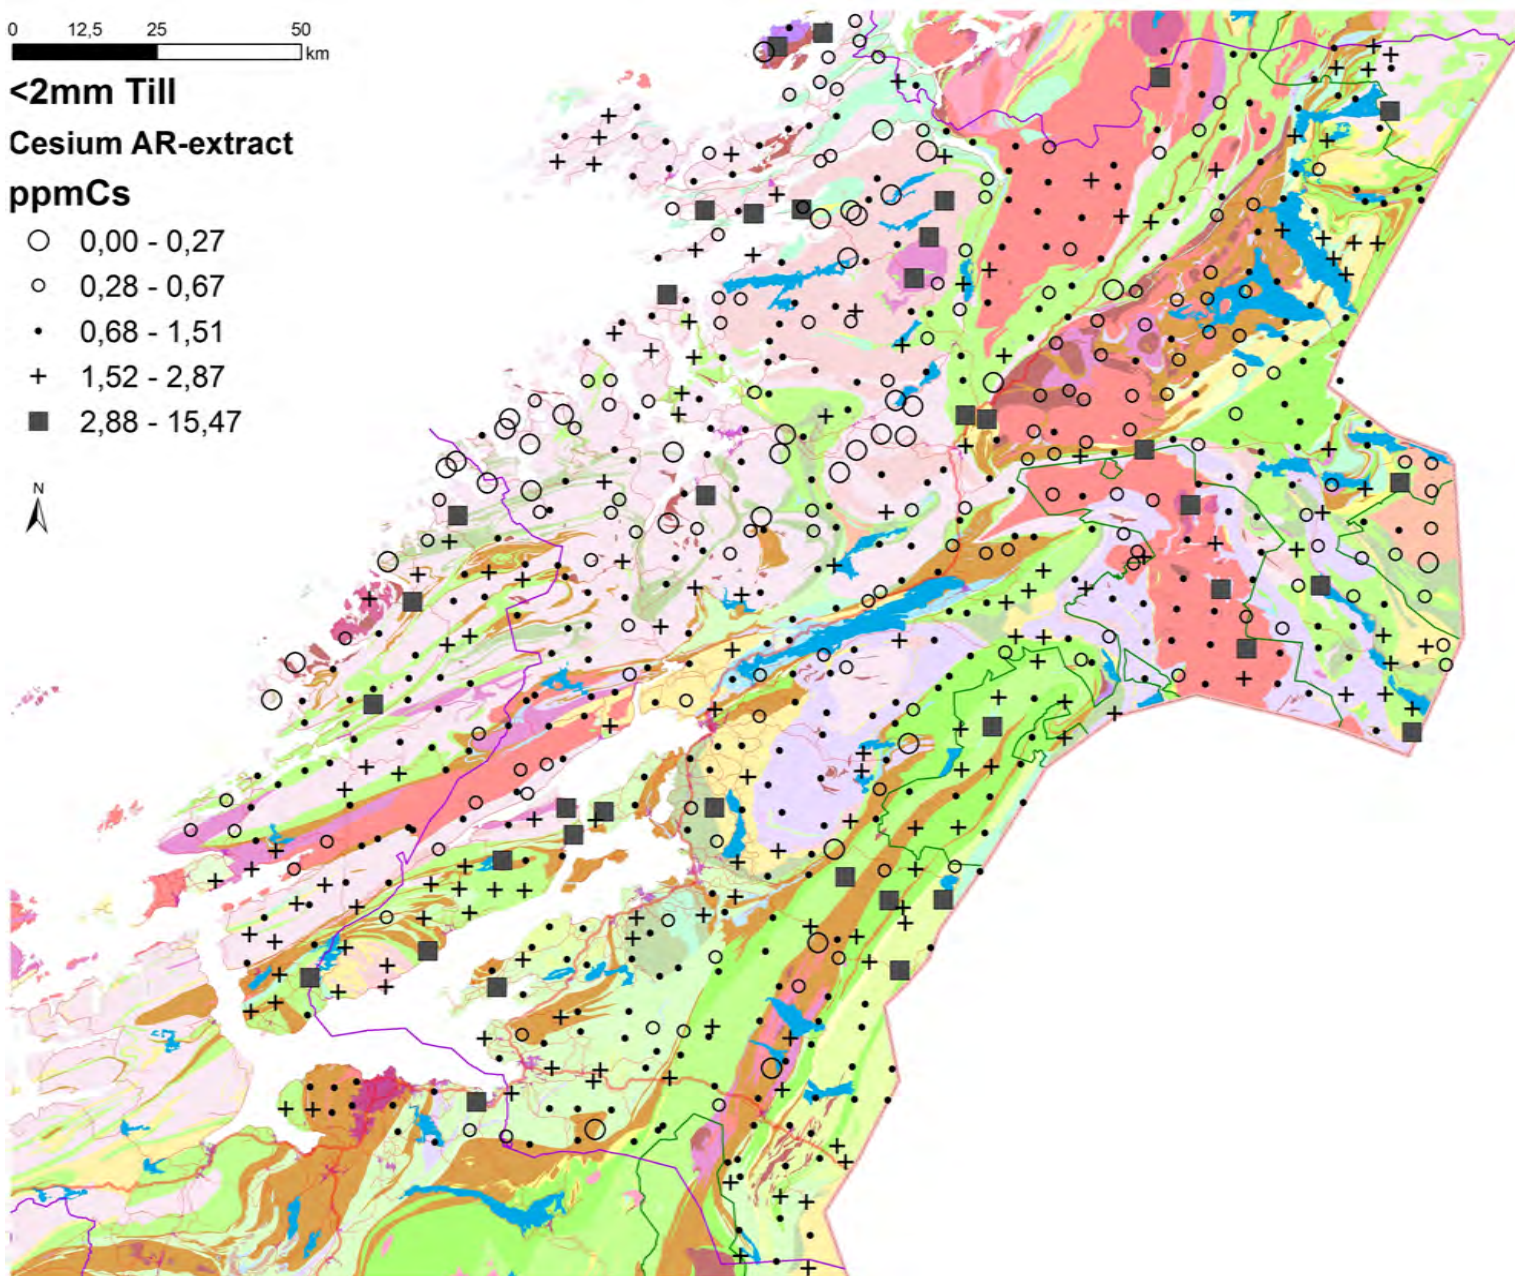 0 12,5 25 50
km
<2mm Till
Cesium AR-extract
ppmCs
0,00 - 0,27
0,28 - 0,67
0,68 - 1,51
1,52 - 2,87
2,88 - 15,47
N